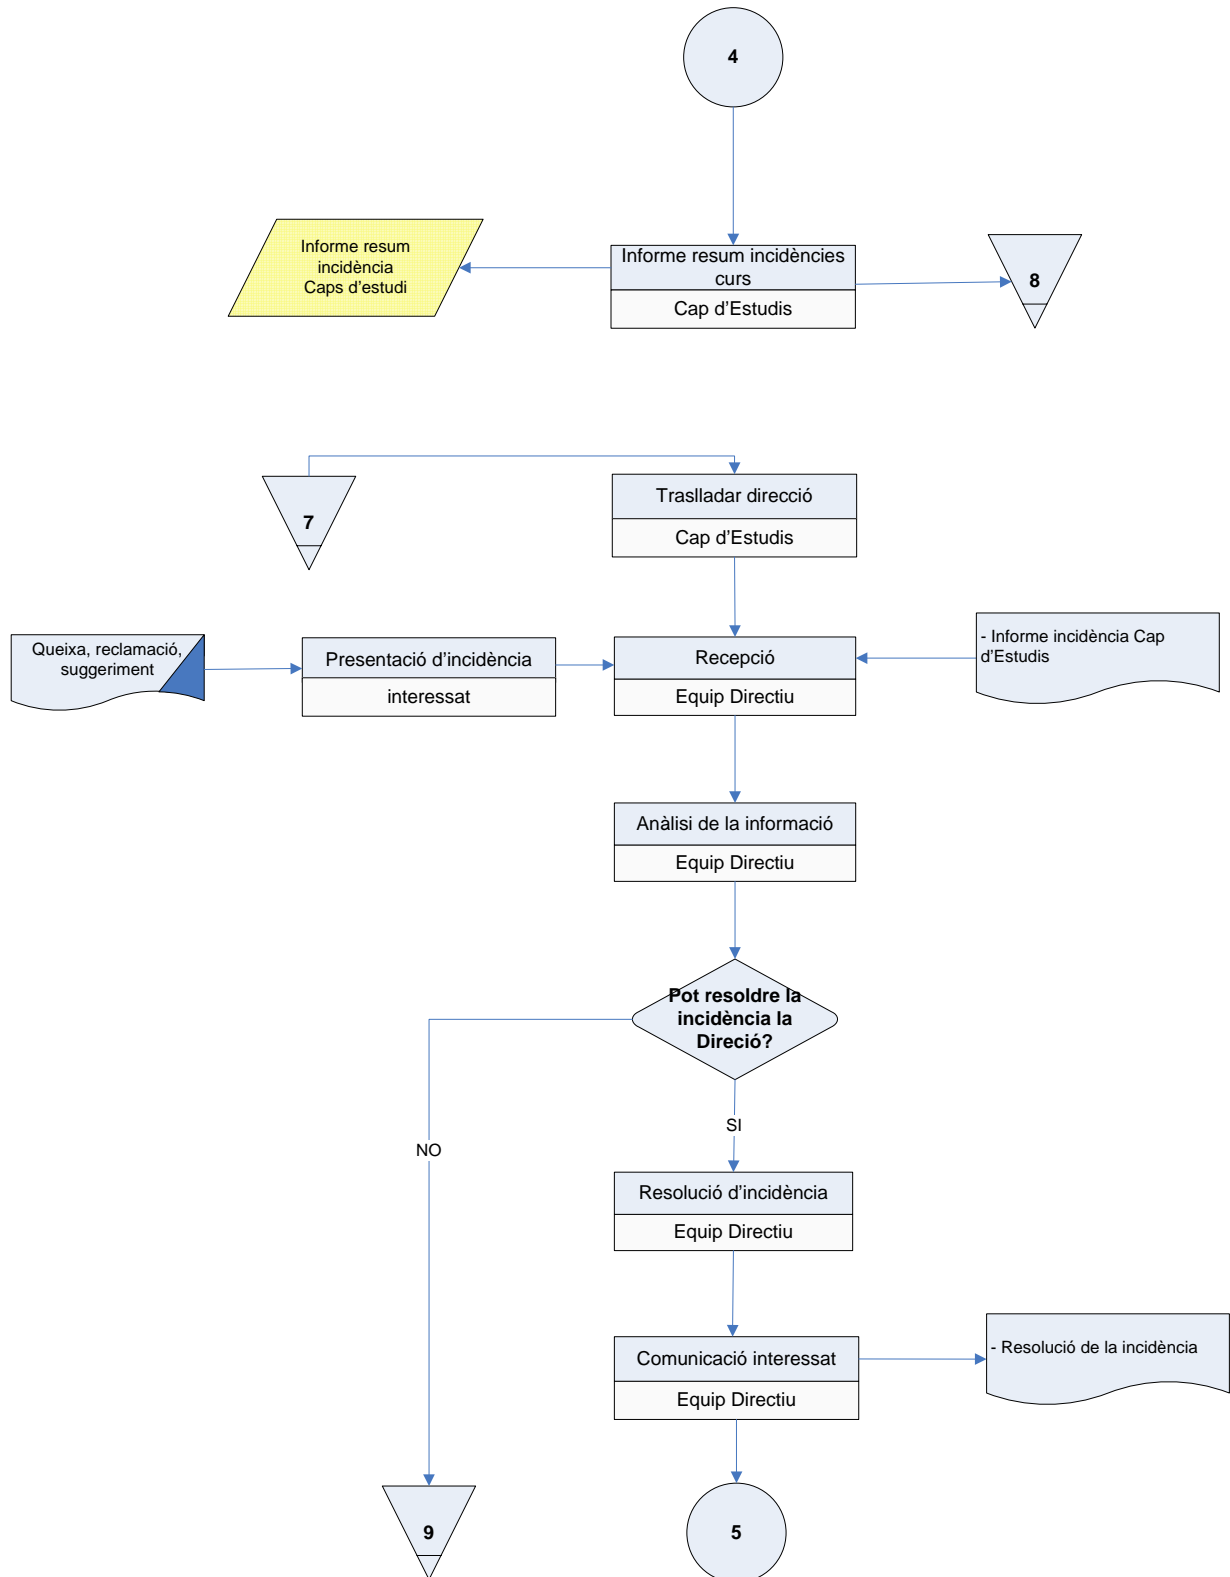 4
Informe resum
incidència
Caps d’estudi
Informe resum incidències
curs
Cap d’Estudis
8
7
Traslladar direcció
Cap d’Estudis
Queixa, reclamació,
suggeriment
Presentació d’incidència
interessat
Recepció
Equip Directiu
- Informe incidència Cap
d’Estudis
Anàlisi de la informació
Equip Directiu
Pot resoldre la
incidència la
Direció?
SI
NO
Resolució d’incidència
Equip Directiu
Comunicació interessat
Equip Directiu
- Resolució de la incidència
9
5